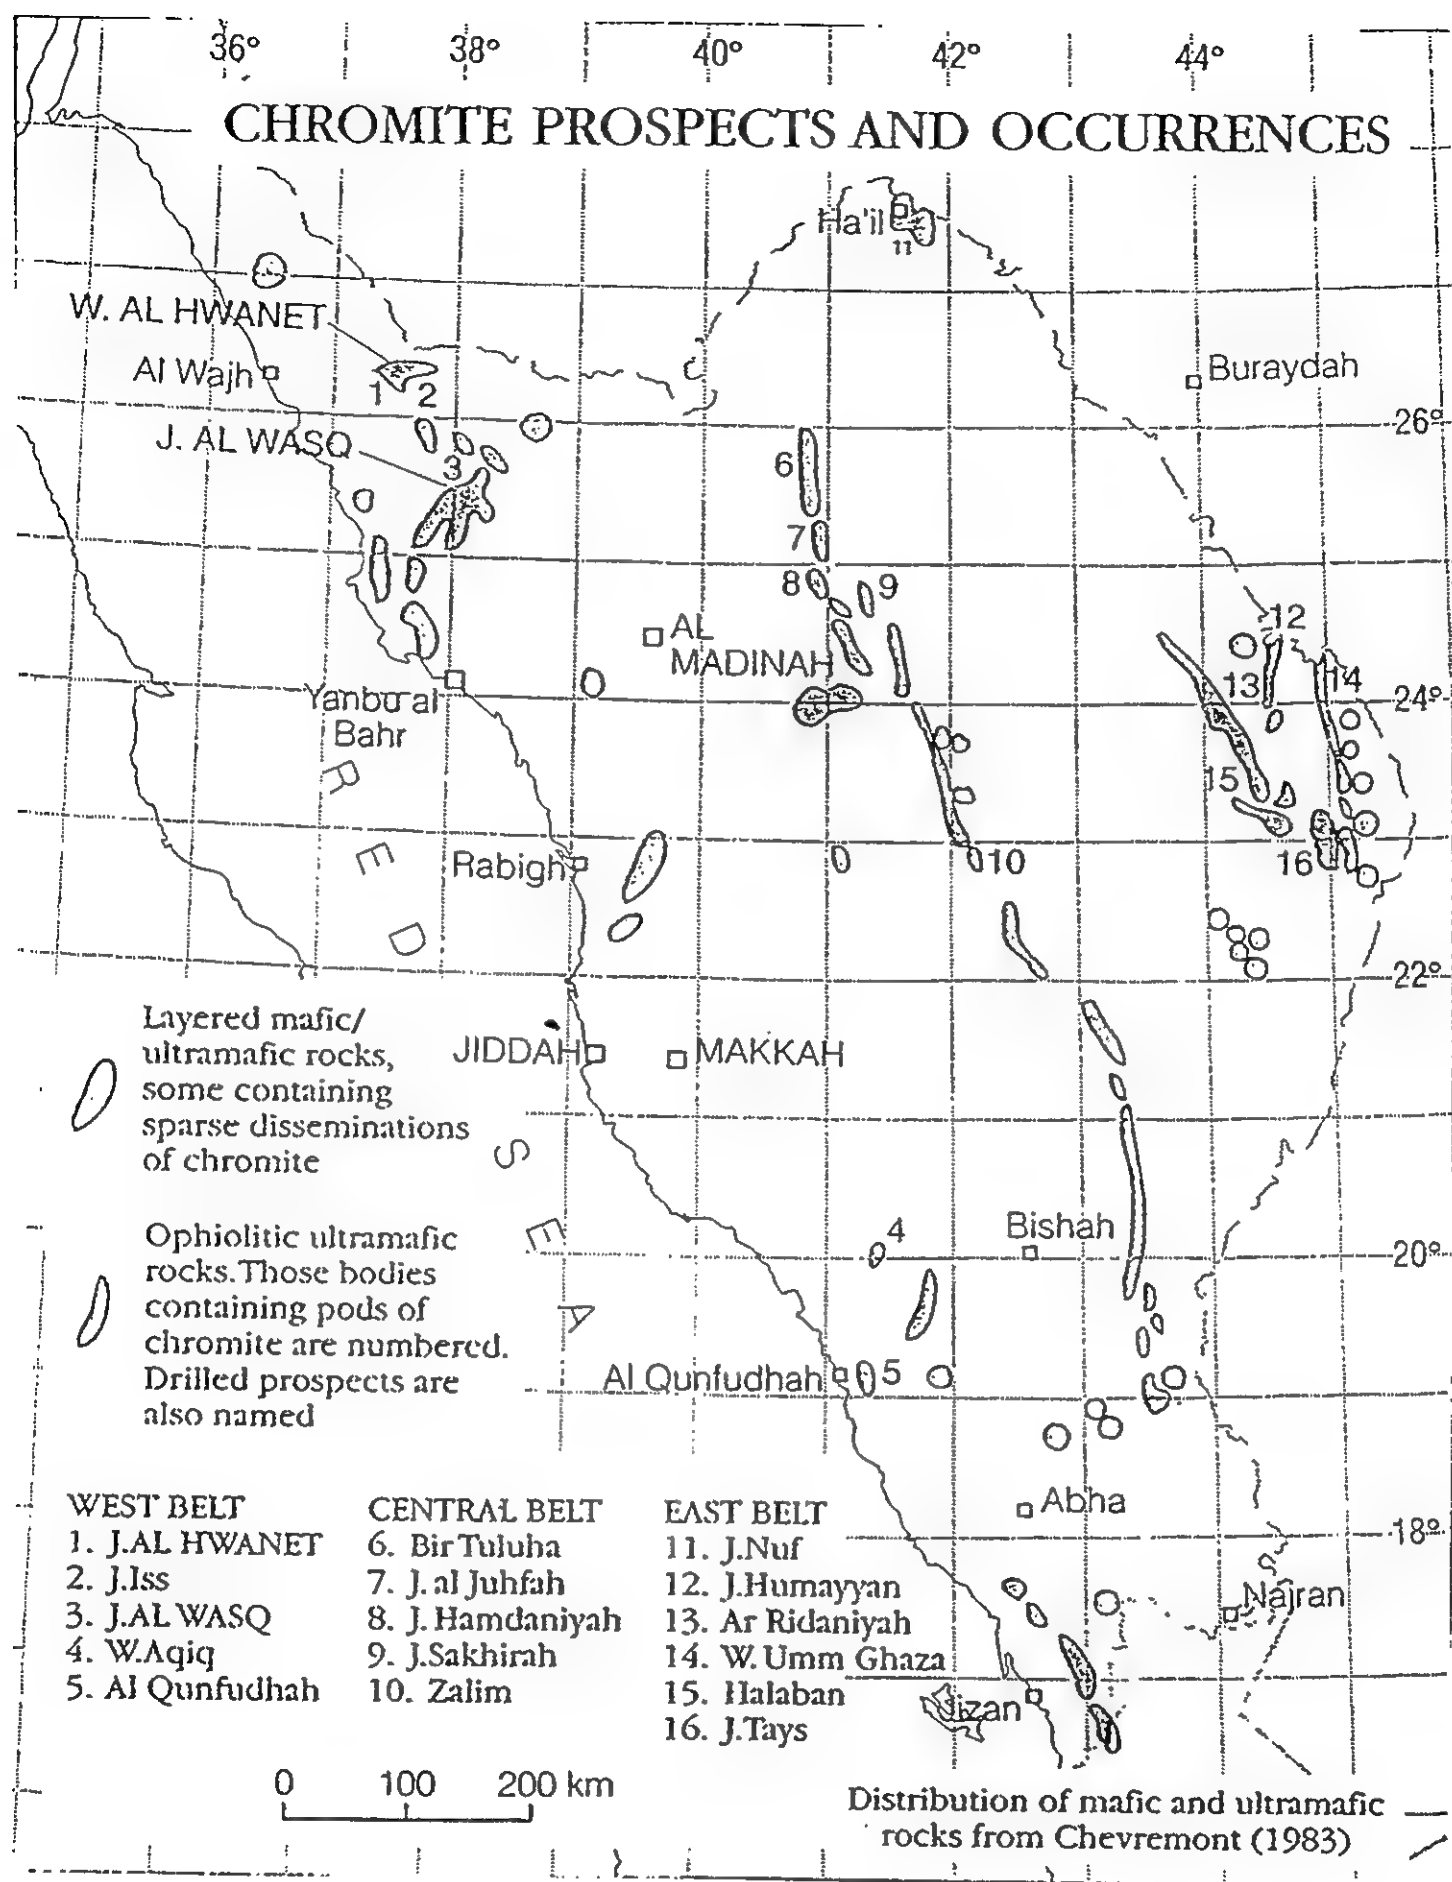 36° 38° 40° 42° 44°
CHROMITE PROSPECTS AND OCCURRENCES
Ha'il
11
W. AL HWANET
Al Wajh
1 2
Buraydah
26°
J. AL WASQ
3
6
7
8 9
12
AL
MADINAH
13 14
24°
Yanbu al
Bahr
15
Rabigh
10
16
22°
RED SEA
Layered mafic/
ultramafic rocks,
some containing
sparse disseminations
of chromite
JIDDAH
MAKKAH
4
Bishah
20°
Ophiolitic ultramafic
rocks.Those bodies
containing pods of
chromite are numbered.
Drilled prospects are
also named
Al Qunfudhah 5
Abha
18°
Najran
Jizan
WEST BELT
1. J.AL HWANET
2. J.Iss
3. J.AL WASQ
4. W.Aqiq
5. Al Qunfudhah
CENTRAL BELT
6. Bir Tuluha
7. J. al Juhfah
8. J. Hamdaniyah
9. J.Sakhirah
10. Zalim
EAST BELT
11. J.Nuf
12. J.Humayyan
13. Ar Ridaniyah
14. W. Umm Ghaza
15. Halaban
16. J.Tays
0 100 200 km
Distribution of mafic and ultramafic
rocks from Chevremont (1983)